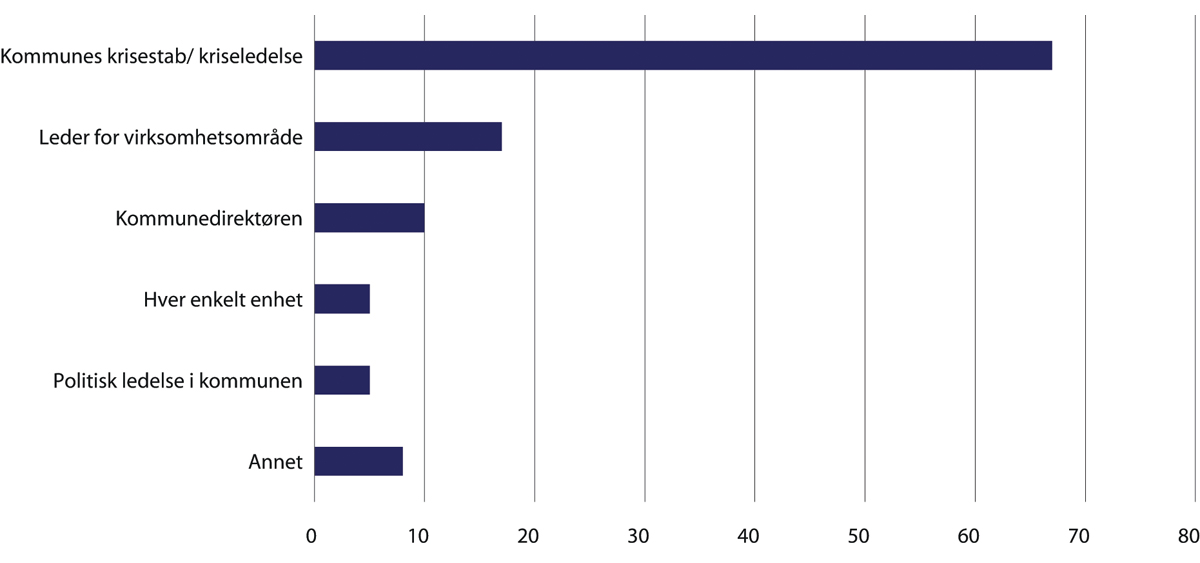 Kommunes krisestab/ kriseledelse
Leder for virksomhetsområde
Kommunedirektøren
Hver enkelt enhet
Politisk ledelse i kommunen
Annet
0 10 20 30 40 50 60 70 80